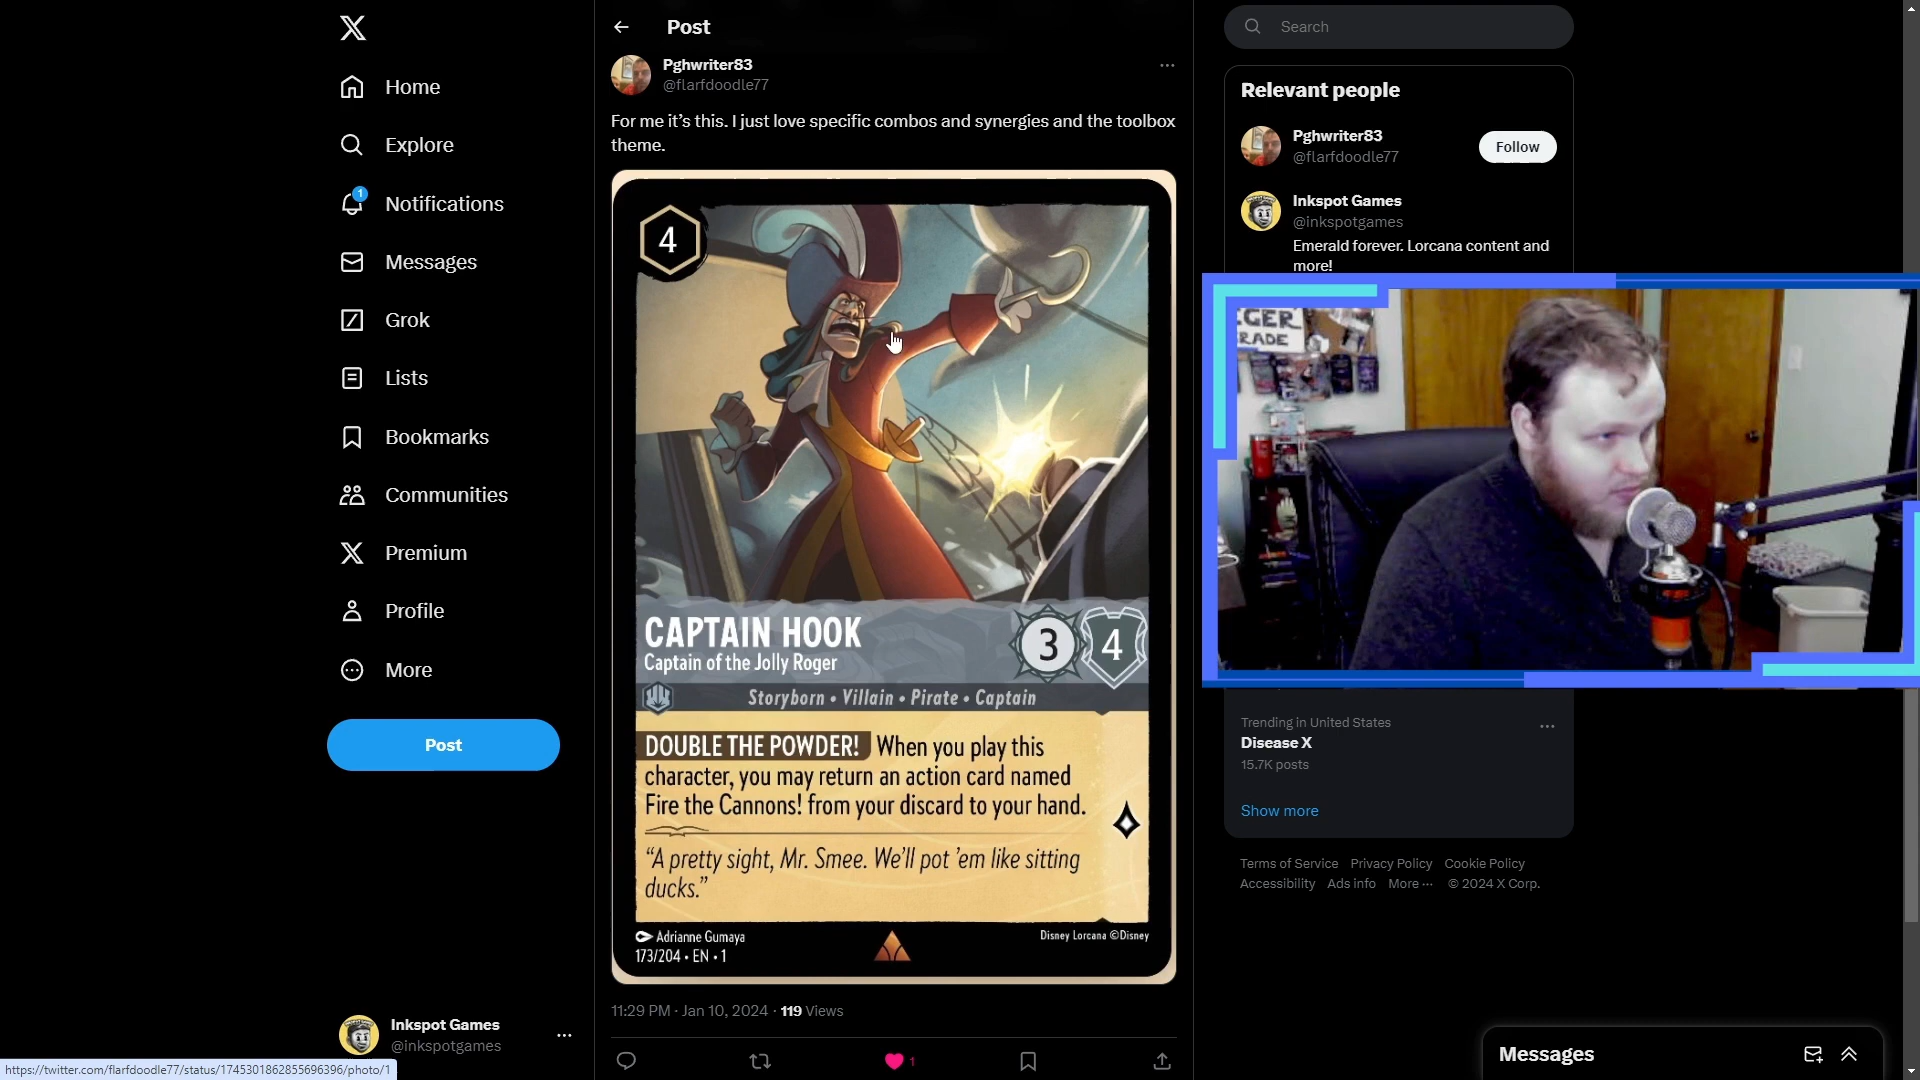 Home
Explore
1
Notifications
Messages
Grok
Lists
Bookmarks
Communities
Premium
Profile
More
Post
Inkspot Games
@inkspotgames
https://twitter.com/flarfdoodle77/status/1745301862855696396/photo/1
Post
Pghwriter83
@flarfdoodle77
For me it's this. I just love specific combos and synergies and the toolbox
theme.
4
CAPTAIN HOOK
Captain of the Jolly Roger
3
4
Storyborn • Villain • Pirate • Captain
DOUBLE THE POWDER! When you play this
character, you may return an action card named
Fire the Cannons! from your discard to your hand.
“A pretty sight, Mr. Smee. We'll pot 'em like sitting
ducks.”
Adrianne Gumaya
173/204 • EN • 1
Disney Lorcana ©Disney
11:29 PM · Jan 10, 2024 · 119 Views
1
Search
Relevant people
Pghwriter83
@flarfdoodle77
Follow
Inkspot Games
@inkspotgames
Emerald forever. Lorcana content and
more!
Trending in United States
Disease X
15.7K posts
Show more
Terms of Service Privacy Policy Cookie Policy
Accessibility Ads info More ··· © 2024 X Corp.
Messages